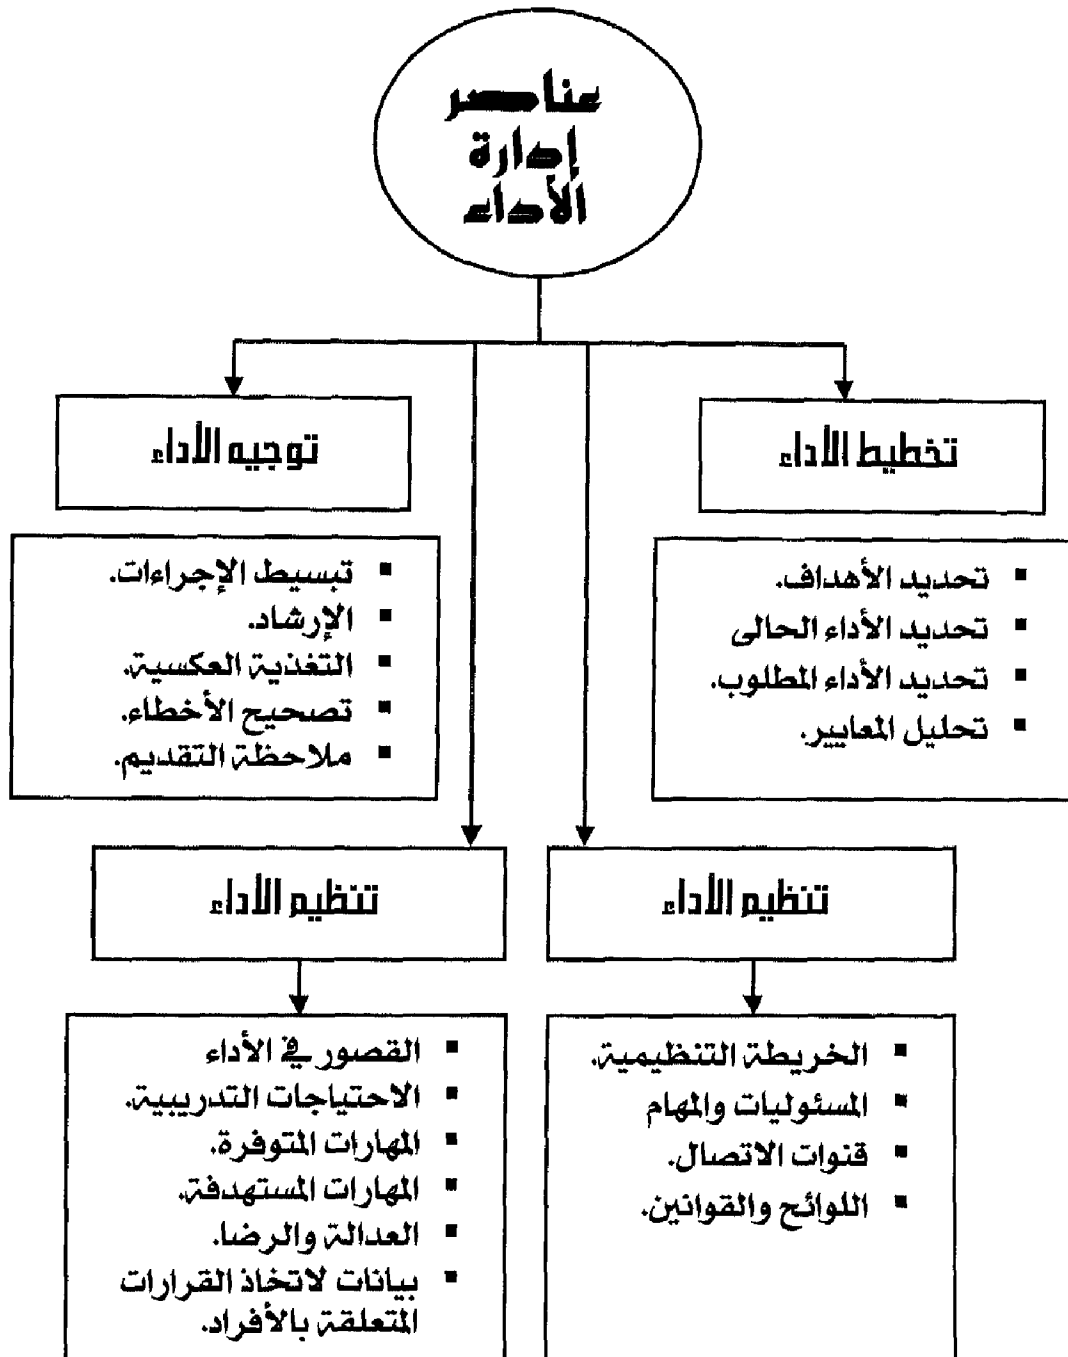 عناصر
إدارة
الأداء
تخطيط الأداء
تحديد الأهداف.
تحديد الأداء الحالى
تحديد الأداء المطلوب.
تحليل المعايير.
توجيه الأداء
تبسيط الإجراءات.
الإرشاد.
التغذية العكسية.
تصحيح الأخطاء.
ملاحظة التقديم.
تنظيم الأداء
الخريطة التنظيمية.
المسئوليات والمهام
قنوات الاتصال.
اللوائح والقوانين.
تنظيم الأداء
القصور في الأداء
الاحتياجات التدريبية.
المهارات المتوفرة.
المهارات المستهدفة.
العدالة والرضا.
بيانات لاتخاذ القرارات
المتعلقة بالأفراد.